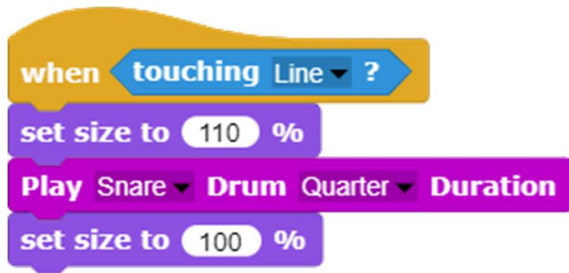 when touching Line ?
set size to 110 %
Play Snare Drum Quarter Duration
set size to 100 %